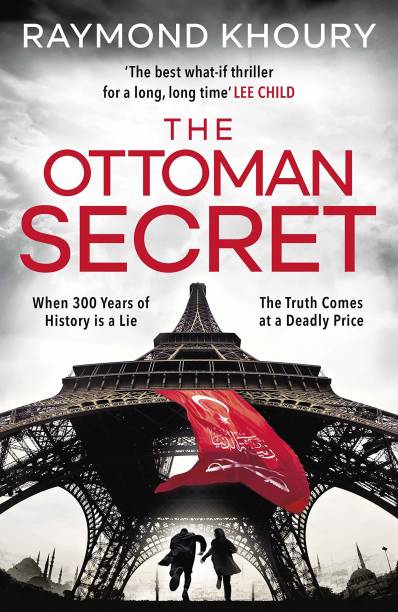 RAYMOND KHOURY
‘The best what-if thriller
for a long, long time’ LEE CHILD
THE
OTTOMAN
SECRET
When 300 Years of
History is a Lie
The Truth Comes
at a Deadly Price